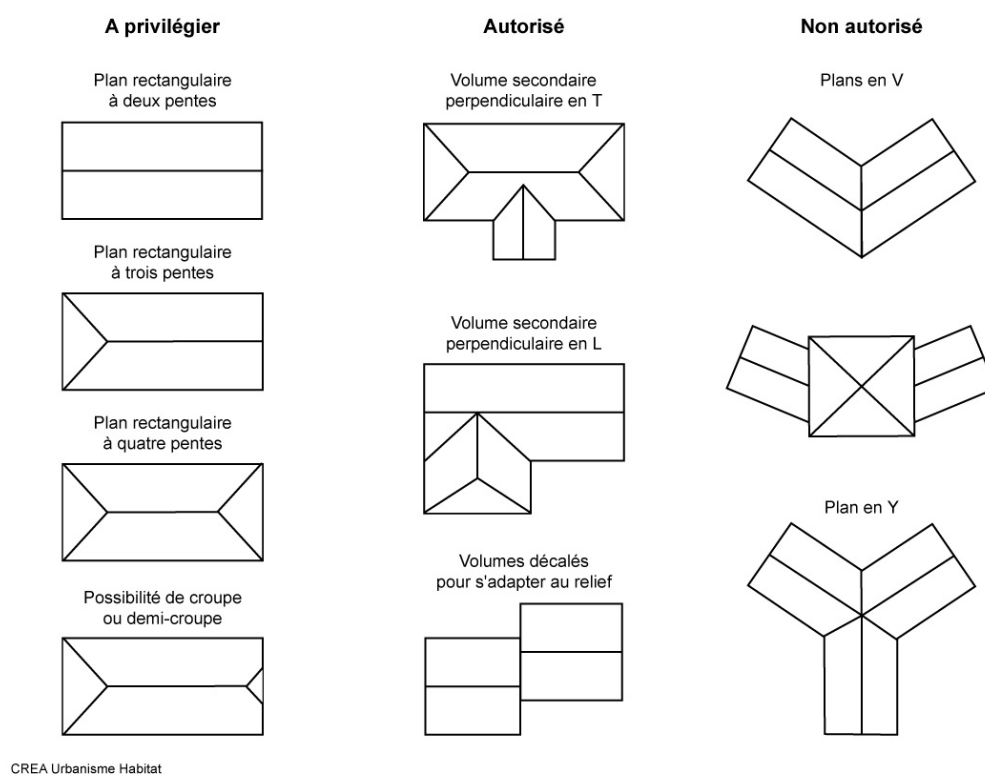 A privilégier
Plan rectangulaire
à deux pentes
Plan rectangulaire
à trois pentes
Plan rectangulaire
à quatre pentes
Possibilité de croupe
ou demi-croupe
Autorisé
Volume secondaire
perpendiculaire en T
Volume secondaire
perpendiculaire en L
Volumes décalés
pour s'adapter au relief
Non autorisé
Plans en V
Plan en Y
CREA Urbanisme Habitat